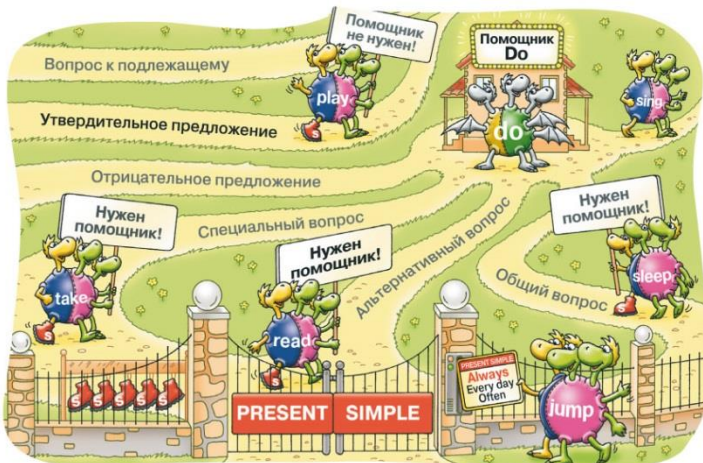 Помощник
не нужен!
Помощник
Do
Вопрос к подлежащему
play
sing
s
Утвердительное предложение
do
Отрицательное предложение
Нужен
помощник!
Нужен
помощник!
Специальный вопрос
Нужен
помощник!
Альтернативный вопрос
Общий вопрос
take
s
sleep
s
read
s
s s s s s
PRESENT SIMPLE
PRESENT SIMPLE
Always
Every day
Often
jump